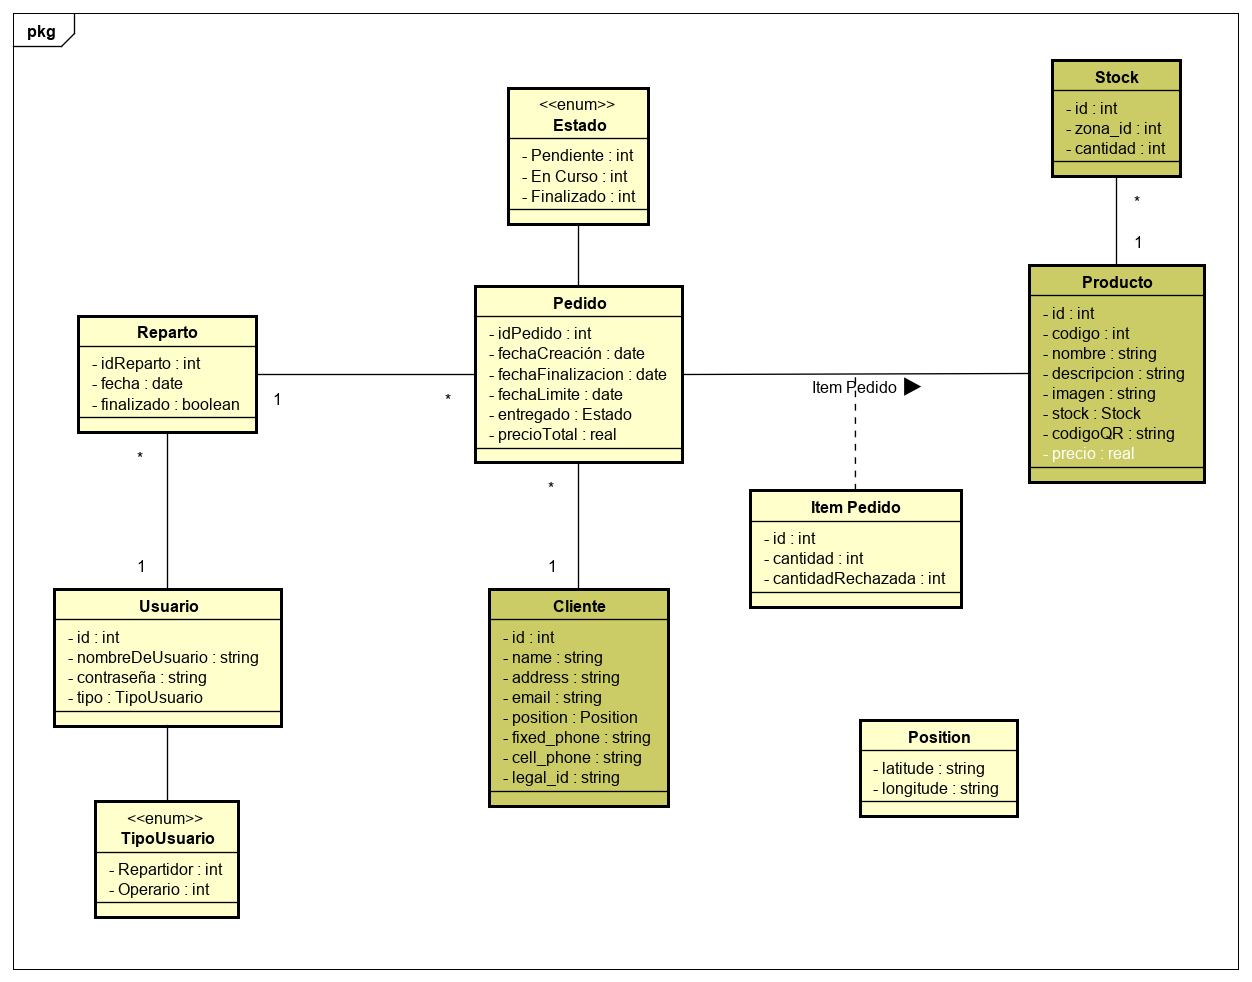 pkg
<<enum>>
Estado
- Pendiente : int
- En Curso : int
- Finalizado : int
Stock
- id : int
- zona_id : int
- cantidad : int
*
1
Pedido
- idPedido : int
- fechaCreación : date
- fechaFinalizacion : date
- fechaLimite : date
- entregado : Estado
- precioTotal : real
Producto
- id : int
- codigo : int
- nombre : string
- descripcion : string
- imagen : string
- stock : Stock
- codigoQR : string
- precio : real
Reparto
- idReparto : int
- fecha : date
- finalizado : boolean
1
*
Item Pedido
*
1
*
1
Item Pedido
- id : int
- cantidad : int
- cantidadRechazada : int
Usuario
- id : int
- nombreDeUsuario : string
- contraseña : string
- tipo : TipoUsuario
Cliente
- id : int
- name : string
- address : string
- email : string
- position : Position
- fixed_phone : string
- cell_phone : string
- legal_id : string
Position
- latitude : string
- longitude : string
<<enum>>
TipoUsuario
- Repartidor : int
- Operario : int